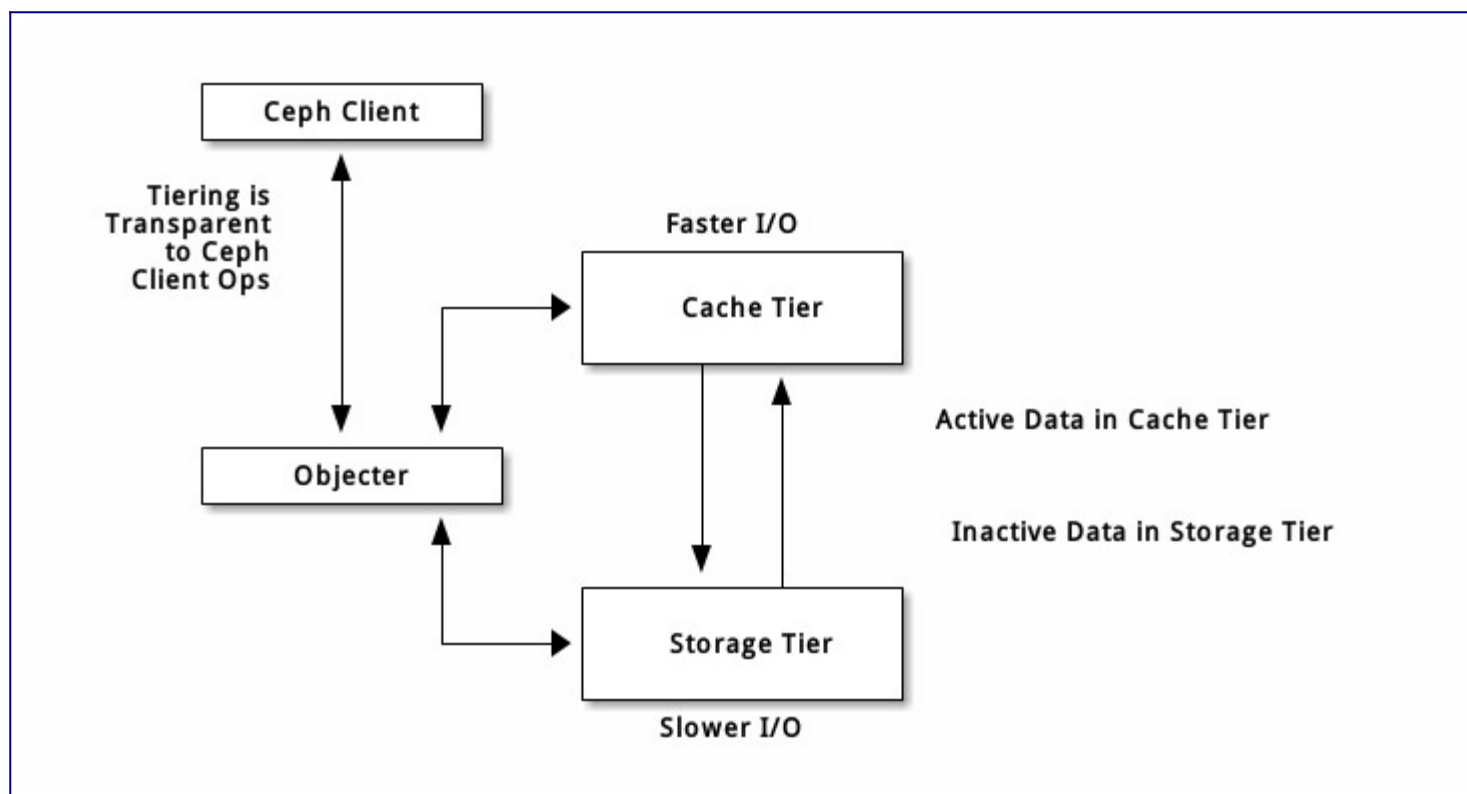 Ceph Client
Tiering is
Transparent
to Ceph
Client Ops
Faster I/O
Cache Tier
Active Data in Cache Tier
Objecter
Inactive Data in Storage Tier
Storage Tier
Slower I/O